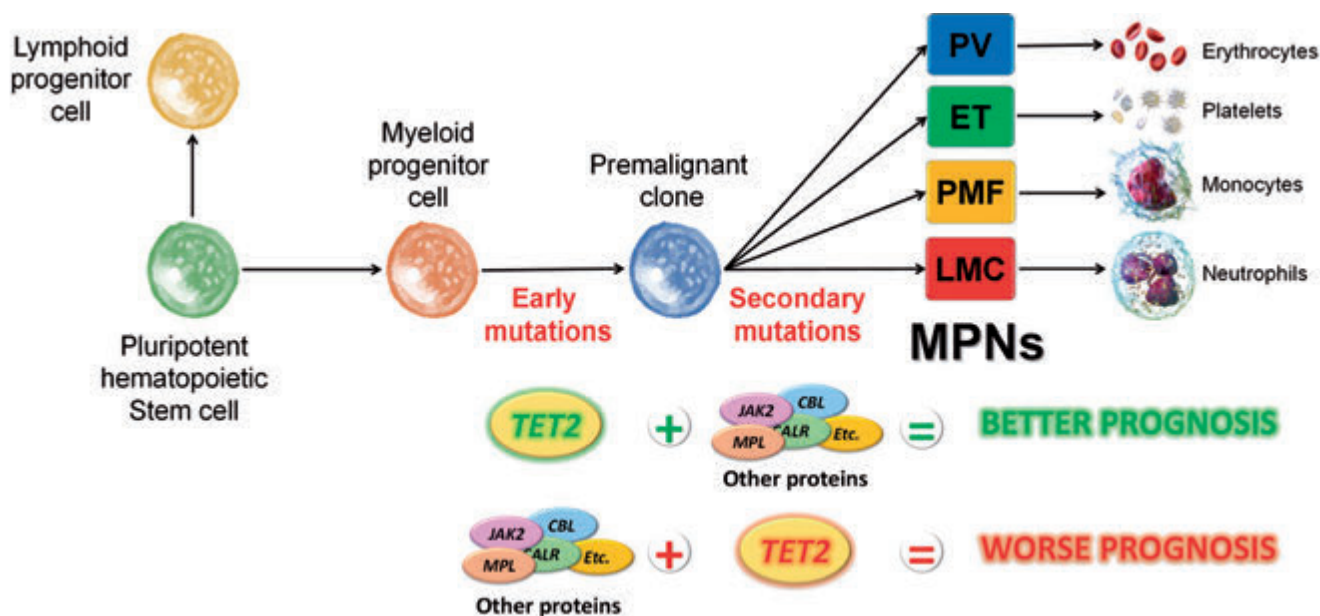 Lymphoid
progenitor
cell
Pluripotent
hematopoietic
Stem cell
Myeloid
progenitor
cell
Early
mutations
Premalignant
clone
Secondary
mutations
PV
Erythrocytes
ET
Platelets
PMF
Monocytes
LMC
Neutrophils
MPNs
TET2
+
JAK2
CBL
MPL
CALR
Etc.
Other proteins
=
BETTER PROGNOSIS
JAK2
CBL
MPL
CALR
Etc.
Other proteins
+
TET2
=
WORSE PROGNOSIS